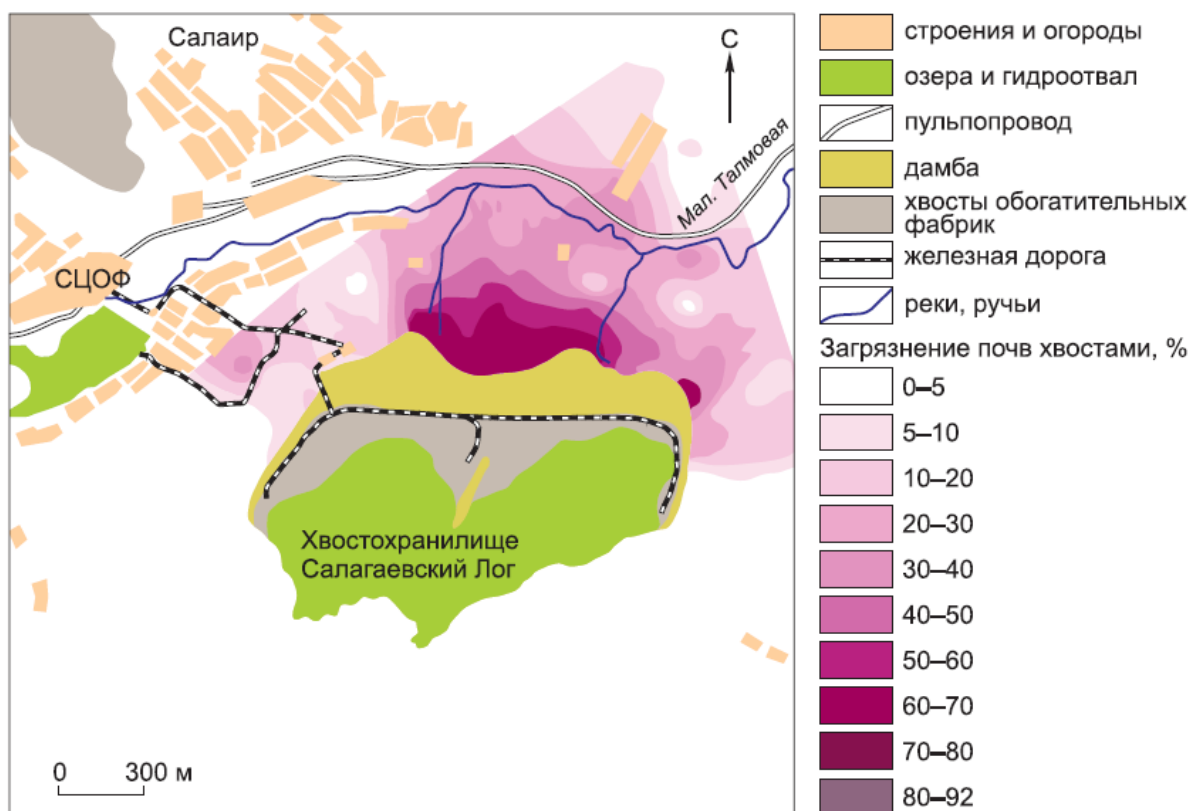 Салаир
С
Мал. Талмовая
СЦОФ
Хвостохранилище
Салагаевский Лог
0 300 м
строения и огороды
озера и гидроотвал
пульпопровод
дамба
хвосты обогатительных
фабрик
железная дорога
реки, ручьи
Загрязнение почв хвостами, %
0–5
5–10
10–20
20–30
30–40
40–50
50–60
60–70
70–80
80–92